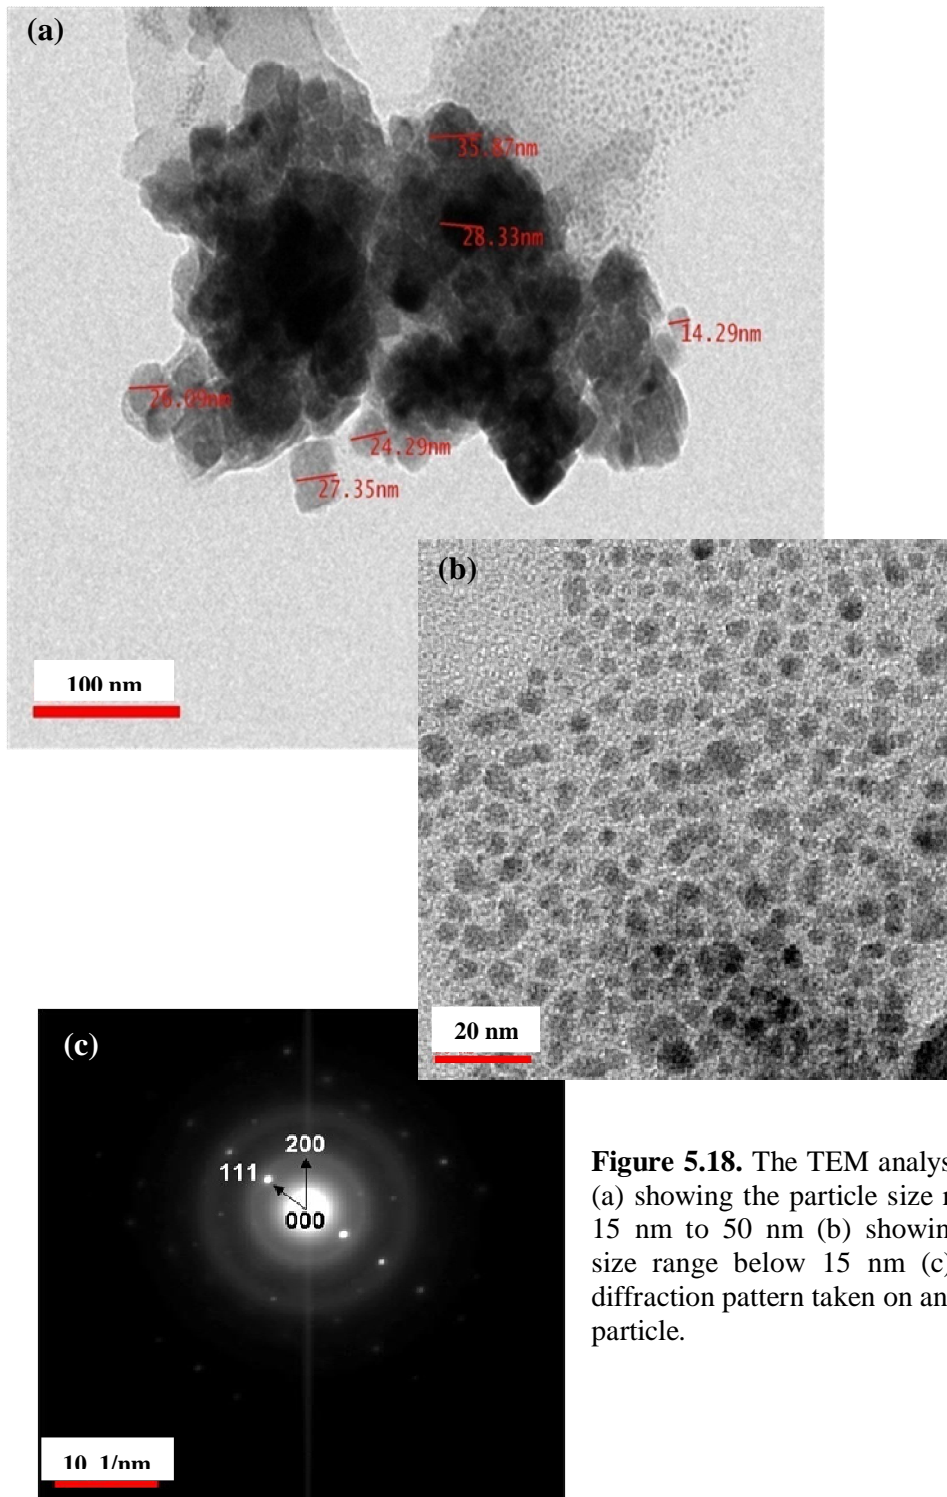 (a)
35.87nm
28.33nm
14.29nm
26.09nm
24.29nm
27.35nm
100 nm
(b)
20 nm
(c)
200
111
000
10 1/nm
Figure 5.18. The TEM analys
(a) showing the particle size
15 nm to 50 nm (b) showin
size range below 15 nm (c)
diffraction pattern taken on an
particle.